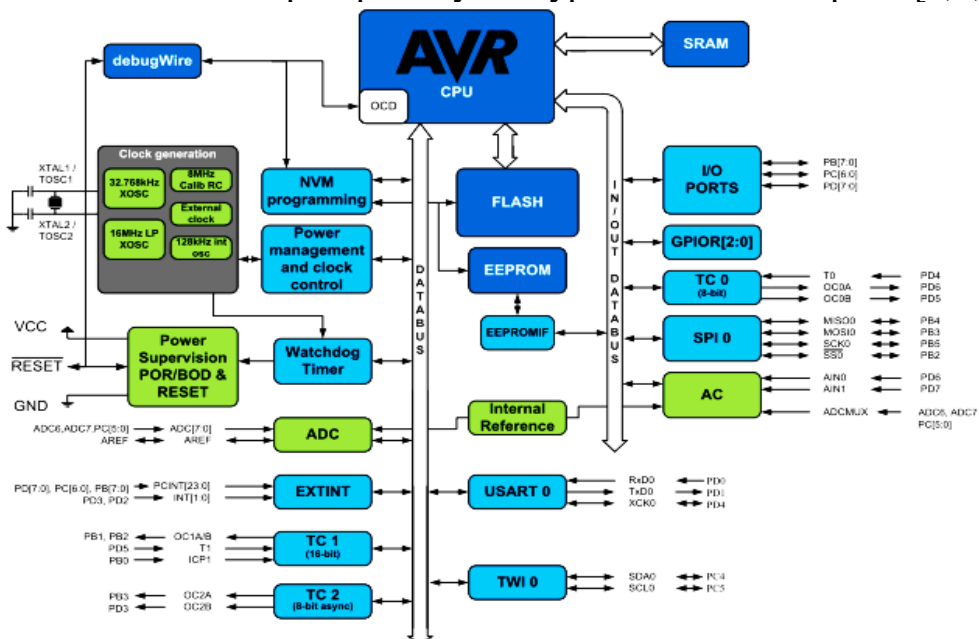 AVR
CPU
OCD
SRAM
debugWire
Clock generation
XTAL1 /
TOSC1
XTAL2 /
TOSC2
32.768kHz
XOSC
8MHz
Calib RC
External
clock
16MHz LP
XOSC
128kHz int
osc
NVM
programming
Power
management
and clock
control
FLASH
EEPROM
EEPROMIF
DATABUS
IN/OUT DATABUS
I/O
PORTS
PB[7:0]
PC[6:0]
PD[7:0]
GPIOR[2:0]
TC 0
(8-bit)
T0 PD4
OC0A PD6
OC0B PD5
SPI 0
MISO0 PB4
MOSI0 PB3
SCK0 PB5
SS0 PB2
VCC
RESET
GND
Power
Supervision
POR/BOD &
RESET
Watchdog
Timer
AC
AIN0 PD6
AIN1 PD7
ADCMUX ADC6, ADC7
PC[5:0]
Internal
Reference
ADC6,ADC7,PC[5:0] ADC[7:0]
AREF AREF
ADC
PD[7:0], PC[6:0], PB[7:0] PCINT[23:0]
PD3, PD2 INT[1:0]
EXTINT
USART 0
RxD0 PD0
TxD0 PD1
XCK0 PD4
PB1, PB2 OC1A/B
PD5 T1
PB0 ICP1
TC 1
(16-bit)
TWI 0
SDA0 PC4
SCL0 PC5
PB3 OC2A
PD3 OC2B
TC 2
(8-bit async)